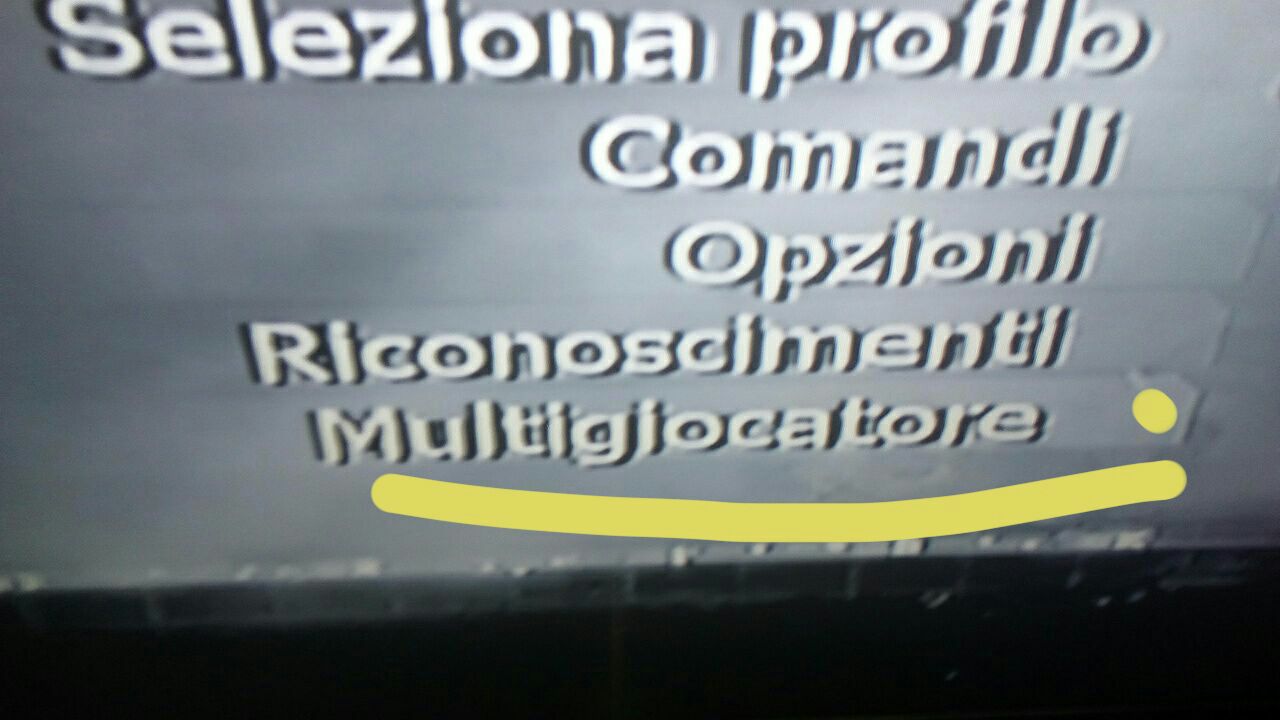 Seleziona profilo
Comandi
Opzioni
Riconoscimenti
Multigiocatore